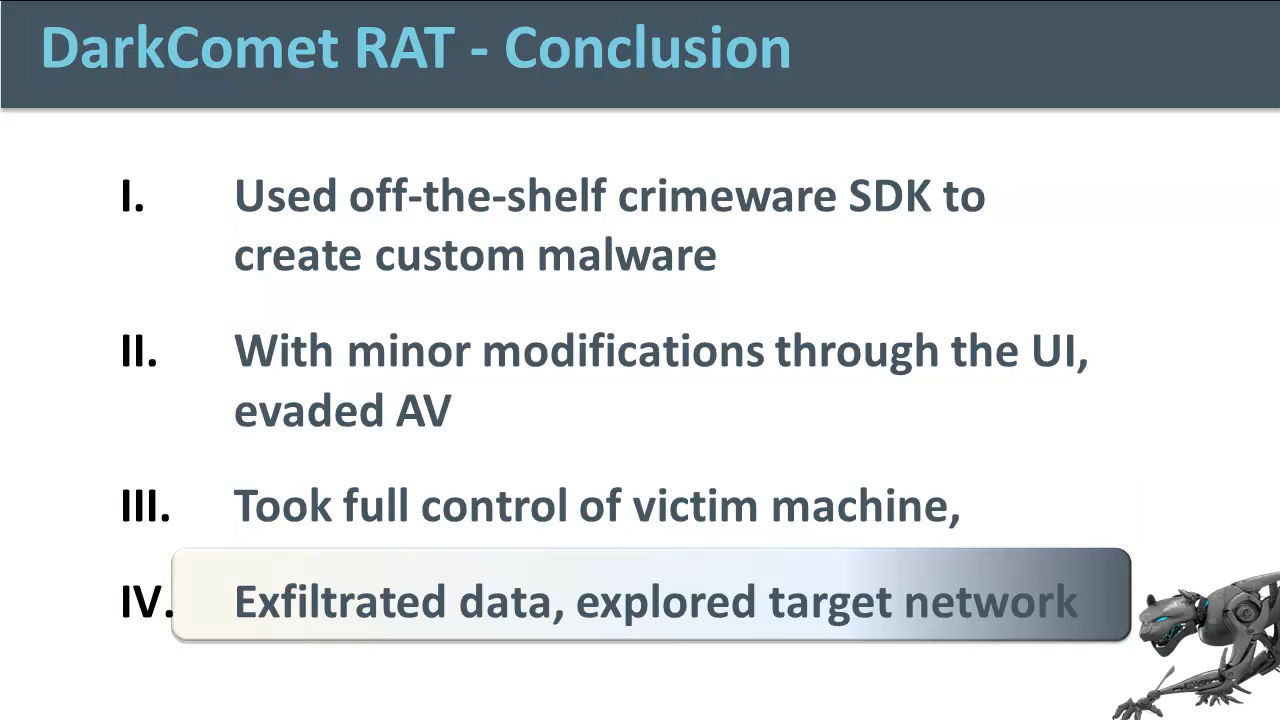 DarkComet RAT - Conclusion
I. Used off-the-shelf crimeware SDK to
create custom malware
II. With minor modifications through the UI,
evaded AV
III. Took full control of victim machine,
IV. Exfiltrated data, explored target network